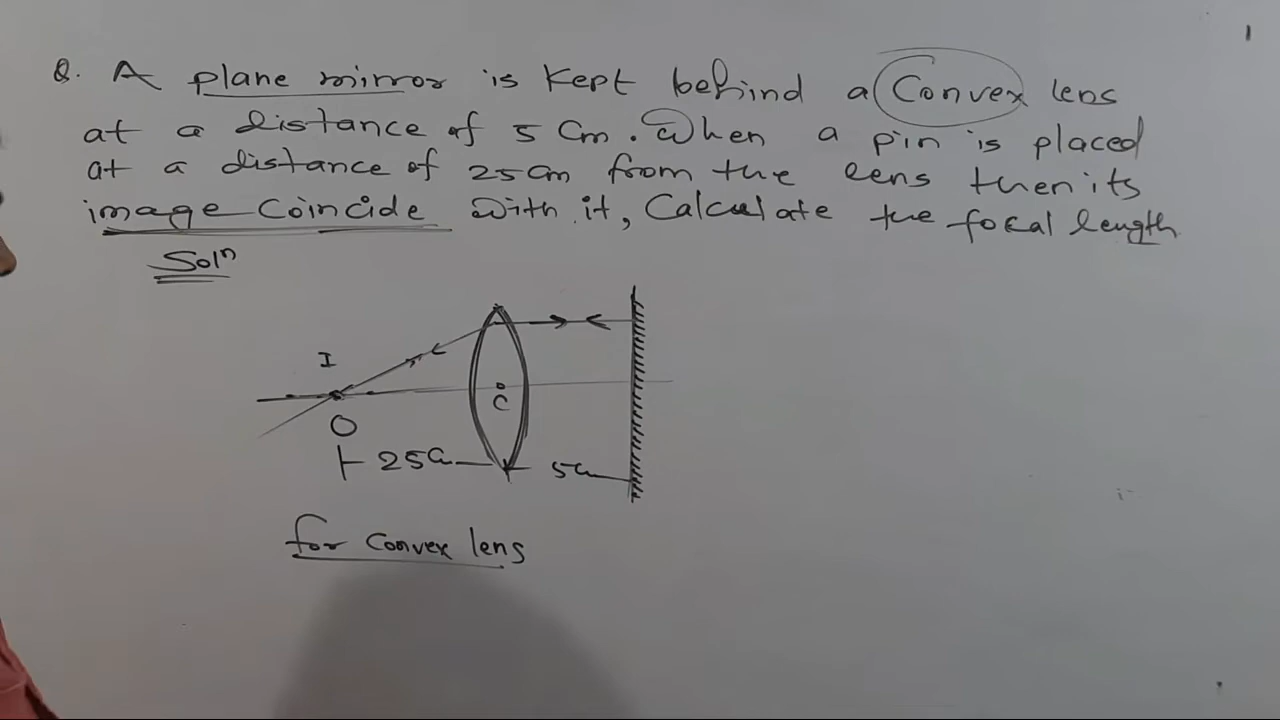 1
Q. A plane mirror is kept behind a Convex lens
at a distance of 5 cm. When a pin is placed
at a distance of 25cm from the lens then its
image Coincide with it, Calculate the focal length
Solⁿ
I
C
O
25cm 5cm
for convex lens